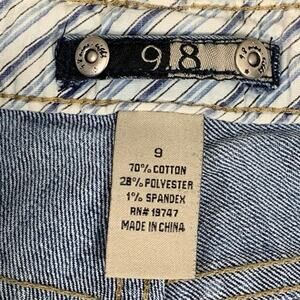 9 8
9
70% COTTON
28% POLYESTER
1% SPANDEX
RN# 19747
MADE IN CHINA